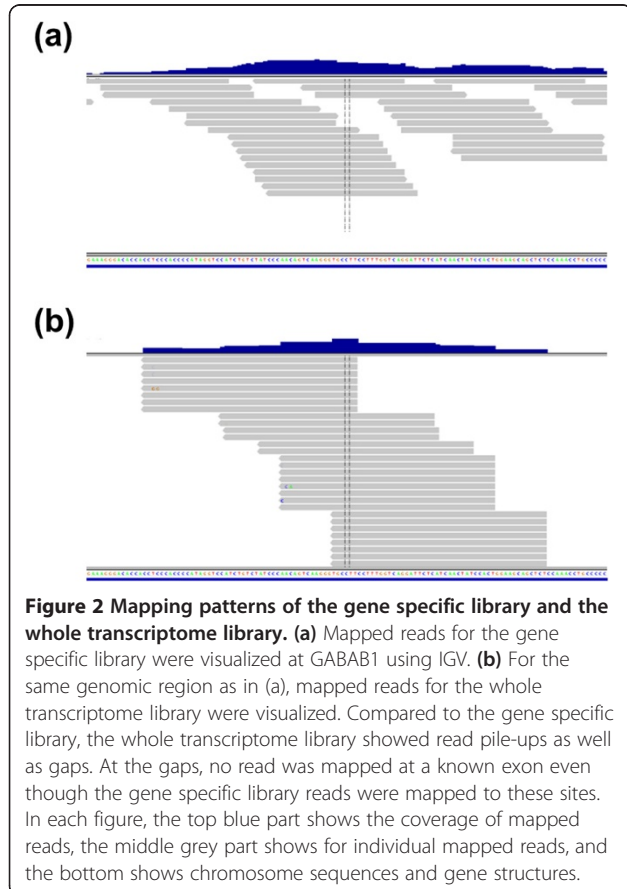 (a)
(b)
Figure 2 Mapping patterns of the gene specific library and the
whole transcriptome library. (a) Mapped reads for the gene
specific library were visualized at GABAB1 using IGV. (b) For the
same genomic region as in (a), mapped reads for the whole
transcriptome library were visualized. Compared to the gene specific
library, the whole transcriptome library showed read pile-ups as well
as gaps. At the gaps, no read was mapped at a known exon even
though the gene specific library reads were mapped to these sites.
In each figure, the top blue part shows the coverage of mapped
reads, the middle grey part shows for individual mapped reads, and
the bottom shows chromosome sequences and gene structures.